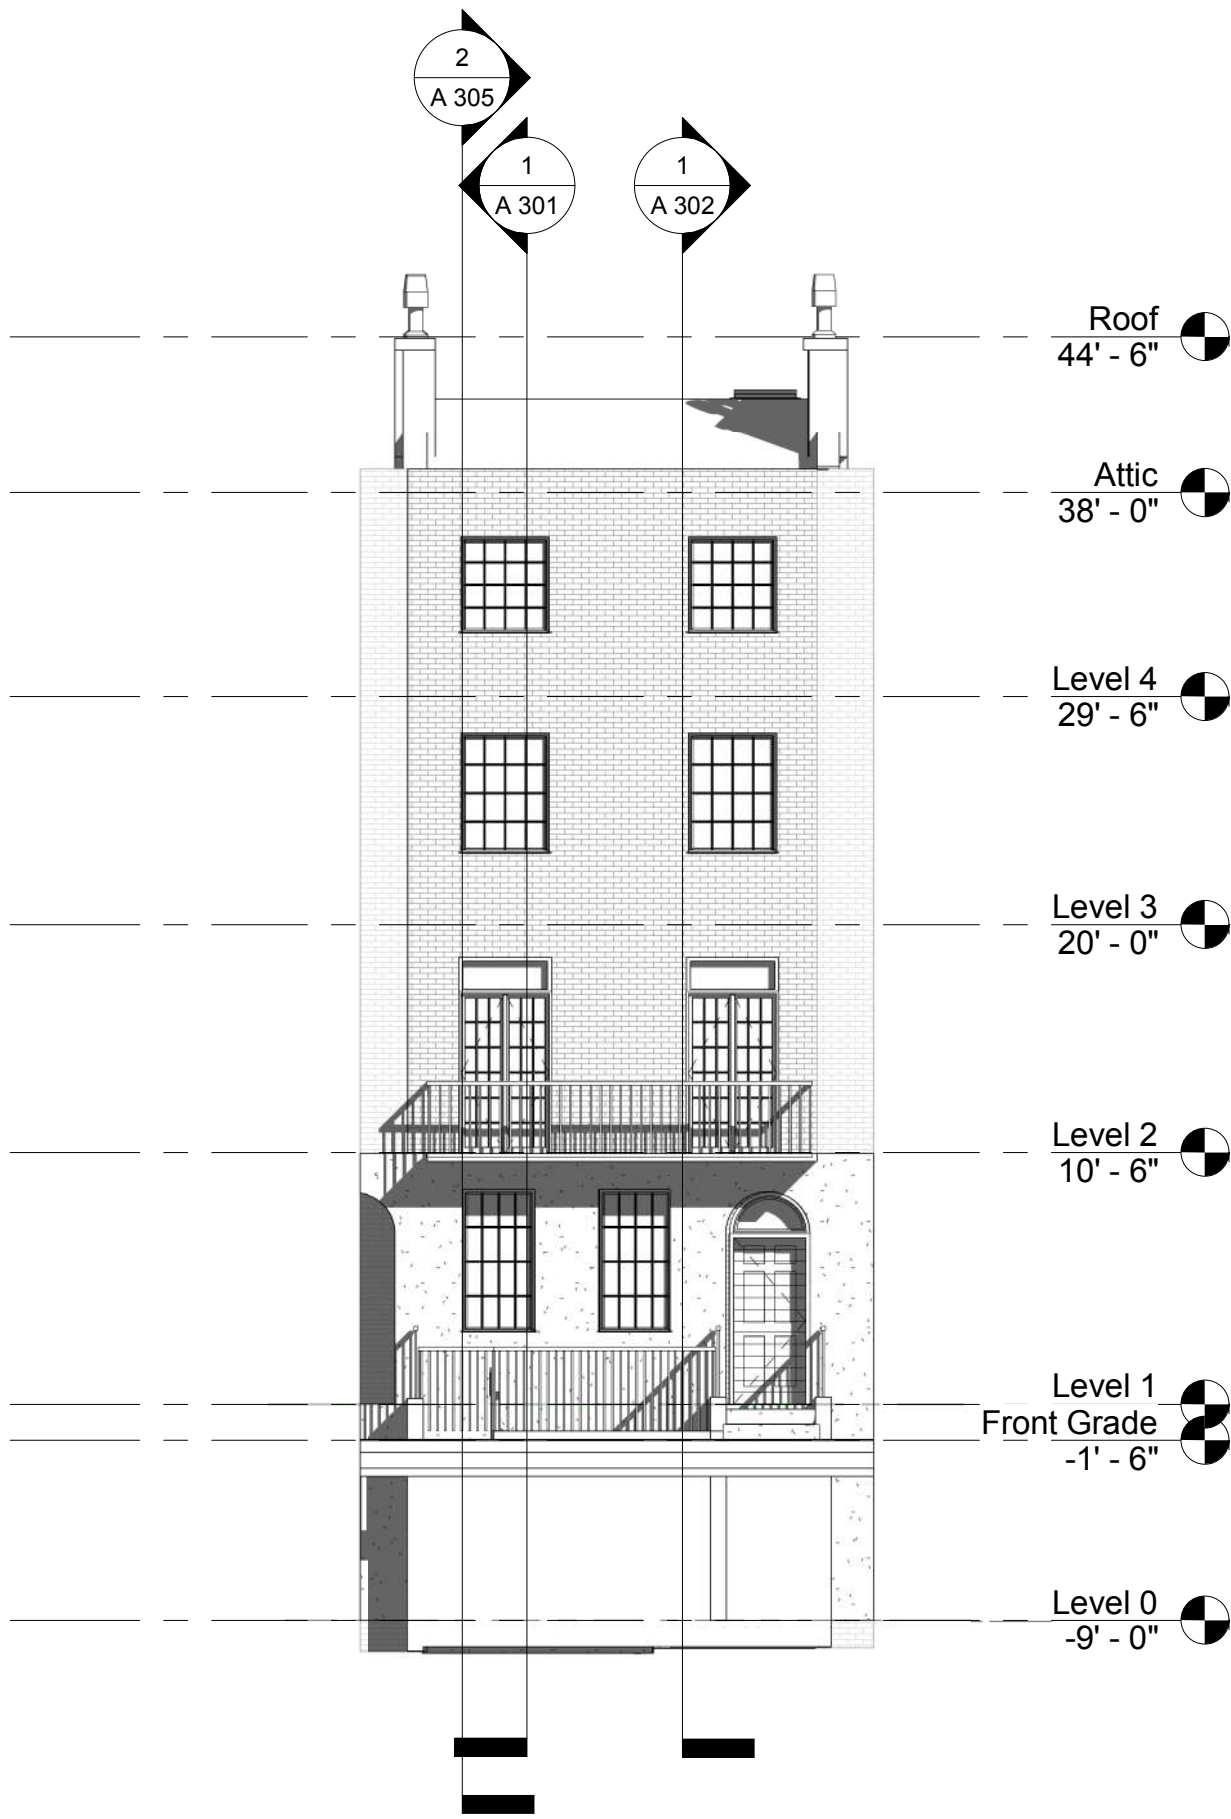 2
A 305
1
A 301
1
A 302
Roof
44' - 6"
Attic
38' - 0"
Level 4
29' - 6"
Level 3
20' - 0"
Level 2
10' - 6"
Level 1
Front Grade
-1' - 6"
Level 0
-9' - 0"